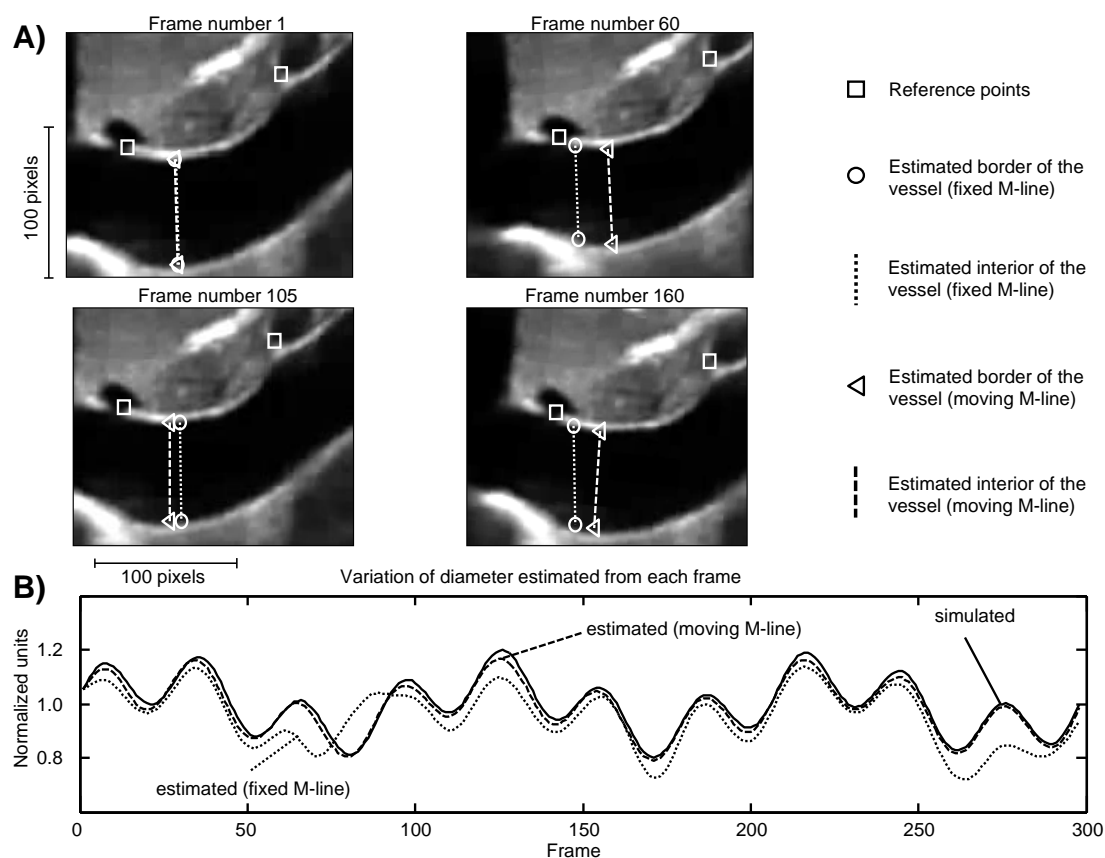 A)
Frame number 1
Frame number 60
100 pixels
Frame number 105
Frame number 160
100 pixels
Reference points
Estimated border of the
vessel (fixed M-line)
Estimated interior of the
vessel (fixed M-line)
Estimated border of the
vessel (moving M-line)
Estimated interior of the
vessel (moving M-line)
B)
Variation of diameter estimated from each frame
Normalized units
1.2
1.0
0.8
estimated (moving M-line)
simulated
estimated (fixed M-line)
0
50
100
150
200
250
300
Frame